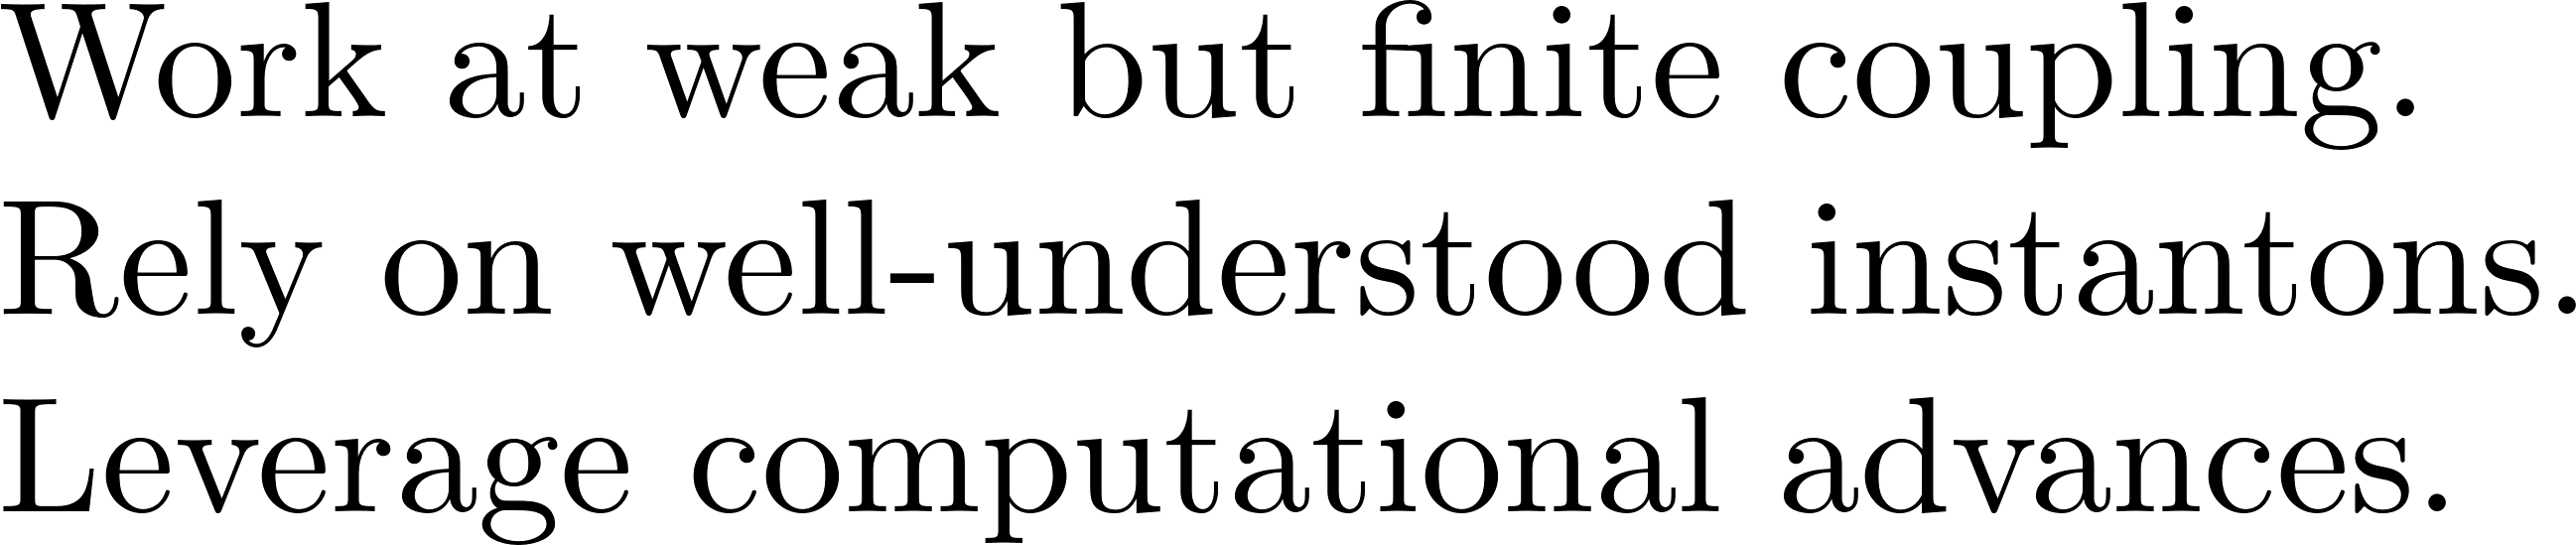 Work at weak but finite coupling.
Rely on well-understood instantons.
Leverage computational advances.